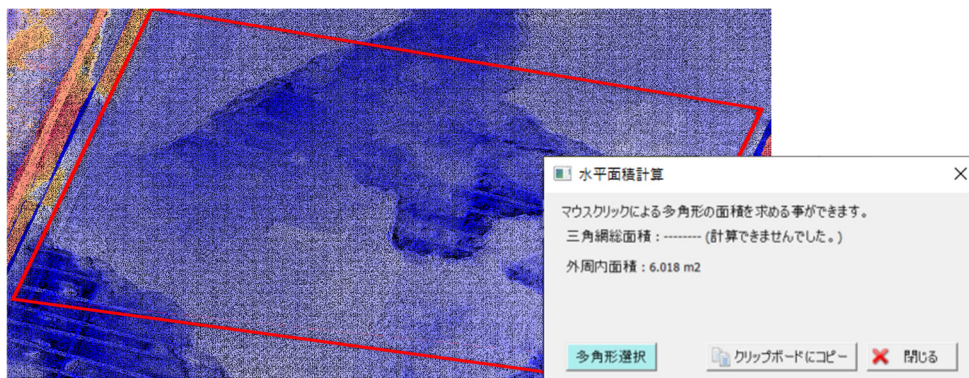 水平面積計算
マウスクリックによる多角形の面積を求める事ができます。
三角網総面積：-------- (計算できませんでした。)
外周内面積：6.018 m2
多角形選択
クリップボードにコピー
閉じる